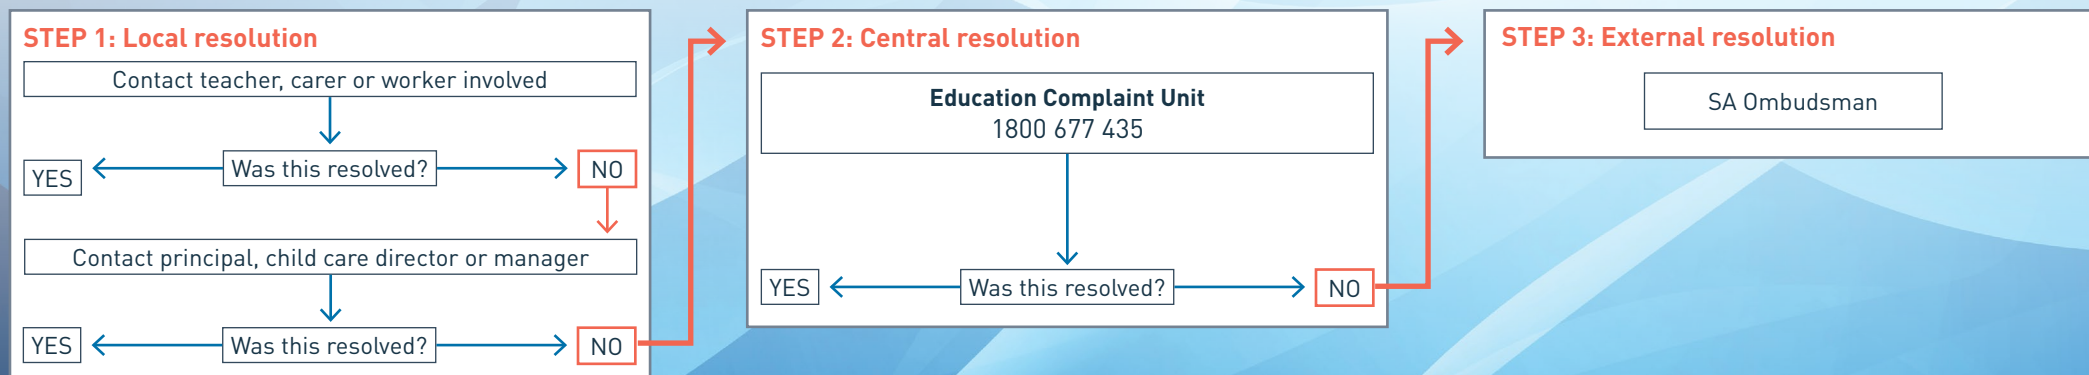 STEP 1: Local resolution
Contact teacher, carer or worker involved
YES
Was this resolved?
NO
Contact principal, child care director or manager
YES
Was this resolved?
NO
STEP 2: Central resolution
Education Complaint Unit
1800 677 435
YES
Was this resolved?
NO
STEP 3: External resolution
SA Ombudsman